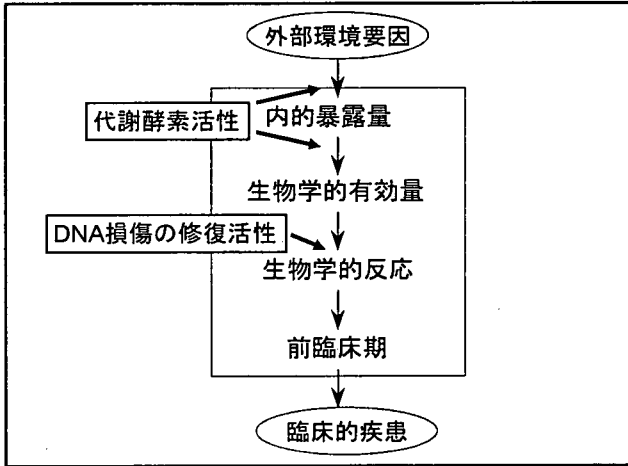 外部環境要因
代謝酵素活性
内的暴露量
生物学的有効量
DNA損傷の修復活性
生物学的反応
前臨床期
臨床的疾患